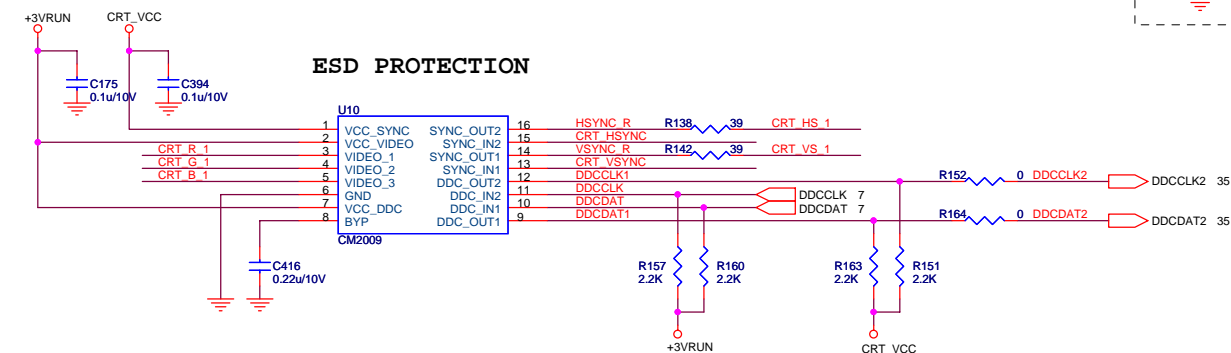 +3VRUN
CRT_VCC
ESD PROTECTION
C175
0.1u/10V
C394
0.1u/10V
U10
1 VCC_SYNC SYNC_OUT2 16 HSYNC_R R138 39 CRT_HS_1
2 VCC_VIDEO SYNC_IN2 15 CRT_HSYNC
CRT_R_1 3 VIDEO_1 SYNC_OUT1 14 VSYNC_R R142 39 CRT_VS_1
CRT_G_1 4 VIDEO_2 SYNC_IN1 13 CRT_VSYNC
CRT_B_1 5 VIDEO_3 DDC_OUT2 12 DDCCLK1 R152 0 DDCCLK2 DDCCLK2 35
6 GND DDC_IN2 11 DDCCLK DDCCLK 7
7 VCC_DDC DDC_IN1 10 DDCDAT DDCDAT 7
8 BYP DDC_OUT1 9 DDCDAT1 R164 0 DDCDAT2 DDCDAT2 35
CM2009
C416
0.22u/10V
R157
2.2K
R160
2.2K
R163
2.2K
R151
2.2K
+3VRUN
CRT_VCC